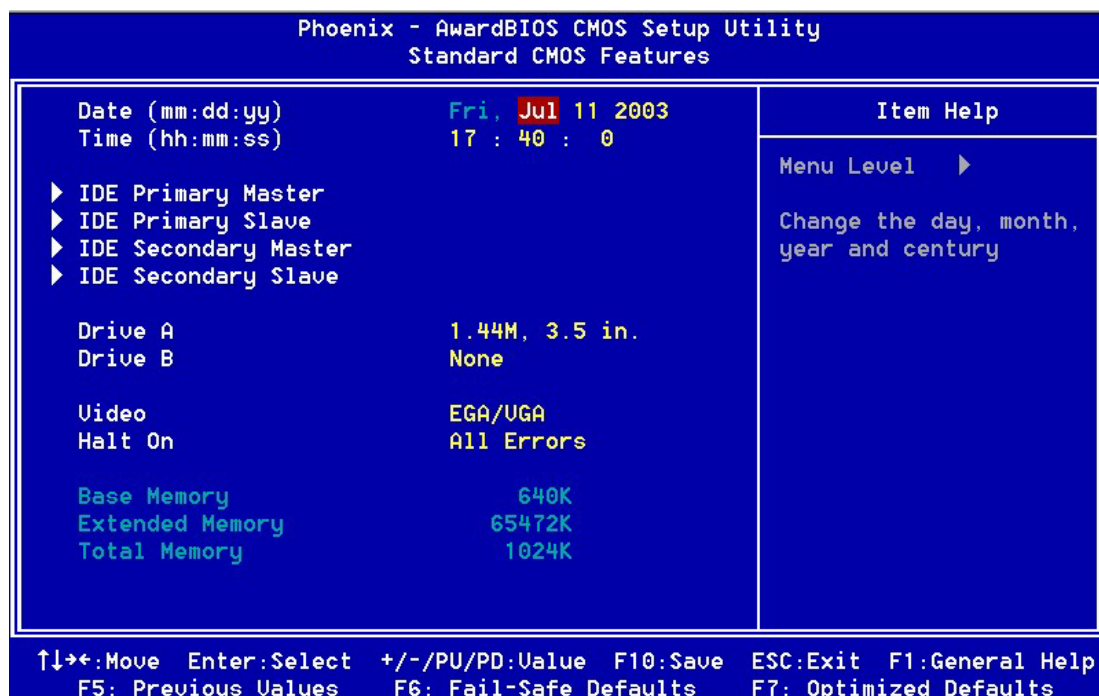 Phoenix - AwardBIOS CMOS Setup Utility
Standard CMOS Features
Date (mm:dd:yy) Fri, Jul 11 2003
Time (hh:mm:ss) 17 : 40 : 0
IDE Primary Master
IDE Primary Slave
IDE Secondary Master
IDE Secondary Slave
Drive A 1.44M, 3.5 in.
Drive B None
Video EGA/VGA
Halt On All Errors
Base Memory 640K
Extended Memory 65472K
Total Memory 1024K
Item Help
Menu Level
Change the day, month,
year and century
↑↓→←:Move Enter:Select +/-/PU/PD:Value F10:Save ESC:Exit F1:General Help
F5: Previous Values F6: Fail-Safe Defaults F7: Optimized Defaults